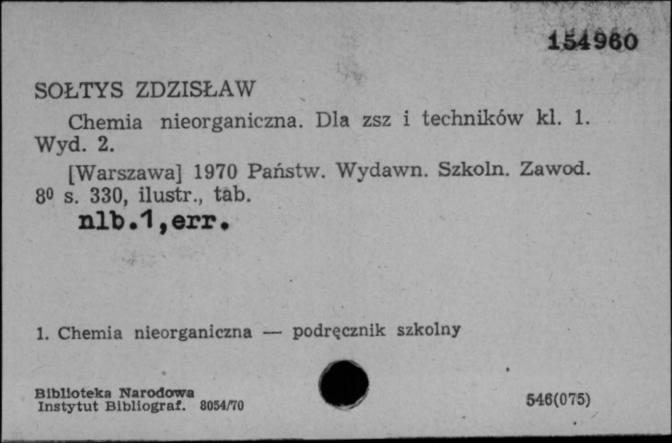 154960
SOŁTYS ZDZISŁAW
Chemia nieorganiczna. Dla zsz i techników kl. 1.
Wyd. 2.
[Warszawa] 1970 Państw. Wydawn. Szkoln. Zawod.
8⁰ s. 330, ilustr., tab.
nlb.1,err.
1. Chemia nieorganiczna — podręcznik szkolny
Biblioteka Narodowa
Instytut Bibliograf. 8054/70
546(075)